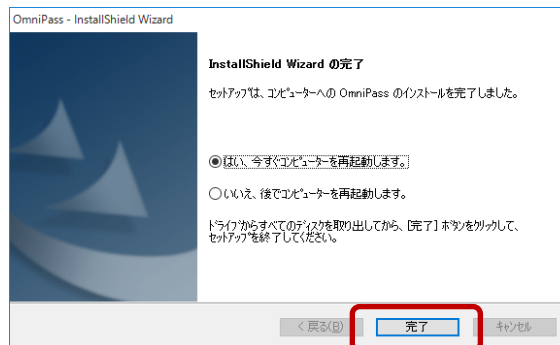 OmniPass - InstallShield Wizard
InstallShield Wizard の完了
セットアップは、コンピューターへの OmniPass のインストールを完了しました。
はい、今すぐコンピューターを再起動します。
いいえ、後でコンピューターを再起動します。
ドライブからすべてのディスクを取り出してから、[完了] ボタンをクリックして、
セットアップを終了してください。
< 戻る(B)
完了
キャンセル